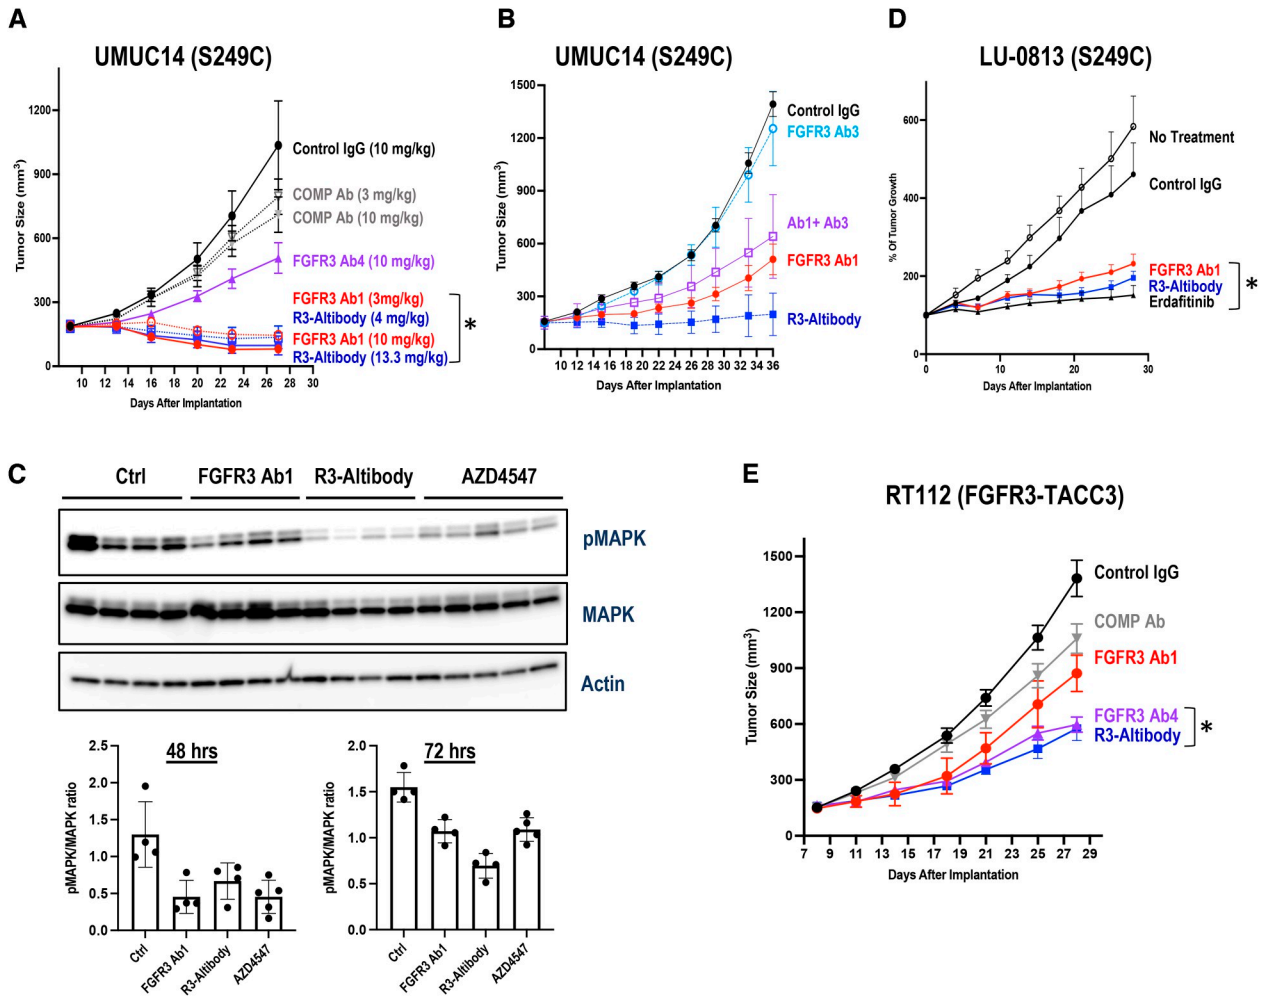 A
UMUC14 (S249C)
Tumor Size (mm3)
1200
900
600
300
0
10 12 14 16 18 20 22 24 26 28 30
Days After Implantation
Control IgG (10 mg/kg)
COMP Ab (3 mg/kg)
COMP Ab (10 mg/kg)
FGFR3 Ab4 (10 mg/kg)
FGFR3 Ab1 (3mg/kg)
R3-Altibody (4 mg/kg)
FGFR3 Ab1 (10 mg/kg)
R3-Altibody (13.3 mg/kg)
*
B
UMUC14 (S249C)
Tumor Size (mm3)
1500
1200
900
600
300
0
10 12 14 16 18 20 22 24 26 28 30 32 34 36
Days After Implantation
Control IgG
FGFR3 Ab3
Ab1+ Ab3
FGFR3 Ab1
R3-Altibody
D
LU-0813 (S249C)
% Of Tumor Growth
600
400
200
0
0 10 20 30
Days After Implantation
No Treatment
Control IgG
FGFR3 Ab1
R3-Altibody
Erdafitinib
*
C
Ctrl FGFR3 Ab1 R3-Altibody AZD4547
pMAPK
MAPK
Actin
48 hrs
pMAPK/MAPK ratio
2.5
2.0
1.5
1.0
0.5
0.0
Ctrl
FGFR3 Ab1
R3-Altibody
AZD4547
72 hrs
pMAPK/MAPK ratio
2.0
1.5
1.0
0.5
0.0
Ctrl
FGFR3 Ab1
R3-Altibody
AZD4547
E
RT112 (FGFR3-TACC3)
Tumor Size (mm3)
1500
1200
900
600
300
0
7 9 11 13 15 17 19 21 23 25 27 29
Days After Implantation
Control IgG
COMP Ab
FGFR3 Ab1
FGFR3 Ab4
R3-Altibody
*